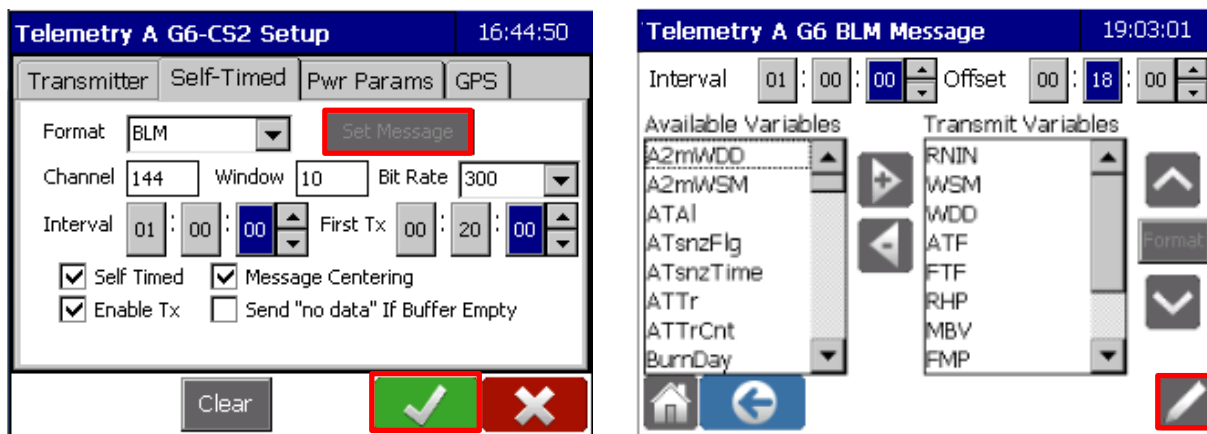 Telemetry A G6-CS2 Setup 16:44:50
Transmitter Self-Timed Pwr Params GPS
Format BLM Set Message
Channel 144 Window 10 Bit Rate 300
Interval 01 : 00 : 00 First Tx 00 : 20 : 00
Self Timed Message Centering
Enable Tx Send "no data" If Buffer Empty
Clear
Telemetry A G6 BLM Message 19:03:01
Interval 01 : 00 : 00 Offset 00 : 18 : 00
Available Variables Transmit Variables
A2mWDD RNIN
A2mWSM WSM
ATAl WDD
ATsnzFlg ATF Format
ATsnzTime FTF
ATTr RHP
ATTrCnt MBV
BurnDay FMP